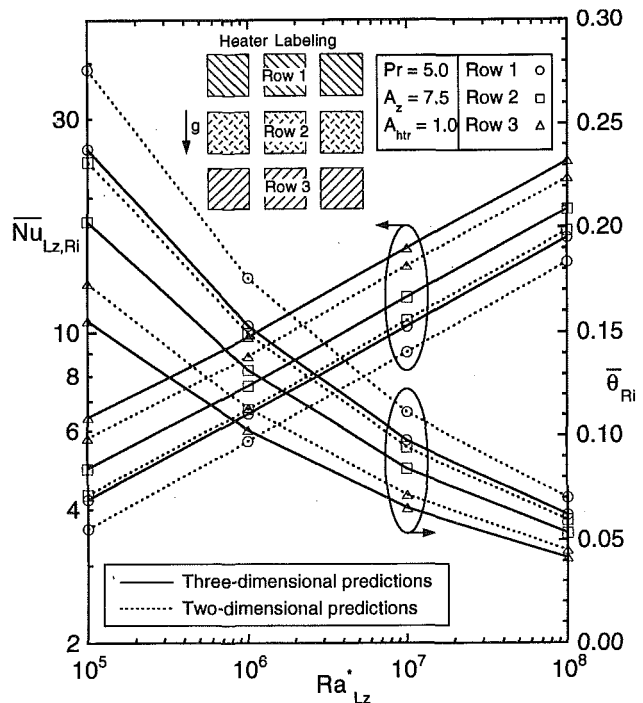 Heater Labeling
Row 1
Row 2
Row 3
g
Pr = 5.0
A_z = 7.5
A_htr = 1.0
Row 1
Row 2
Row 3
Nu_Lz,Ri
30
10
8
6
4
2
0.30
0.25
0.20
0.15
0.10
0.05
0.00
θ_Ri
Three-dimensional predictions
Two-dimensional predictions
10^5
10^6
10^7
10^8
Ra*_Lz